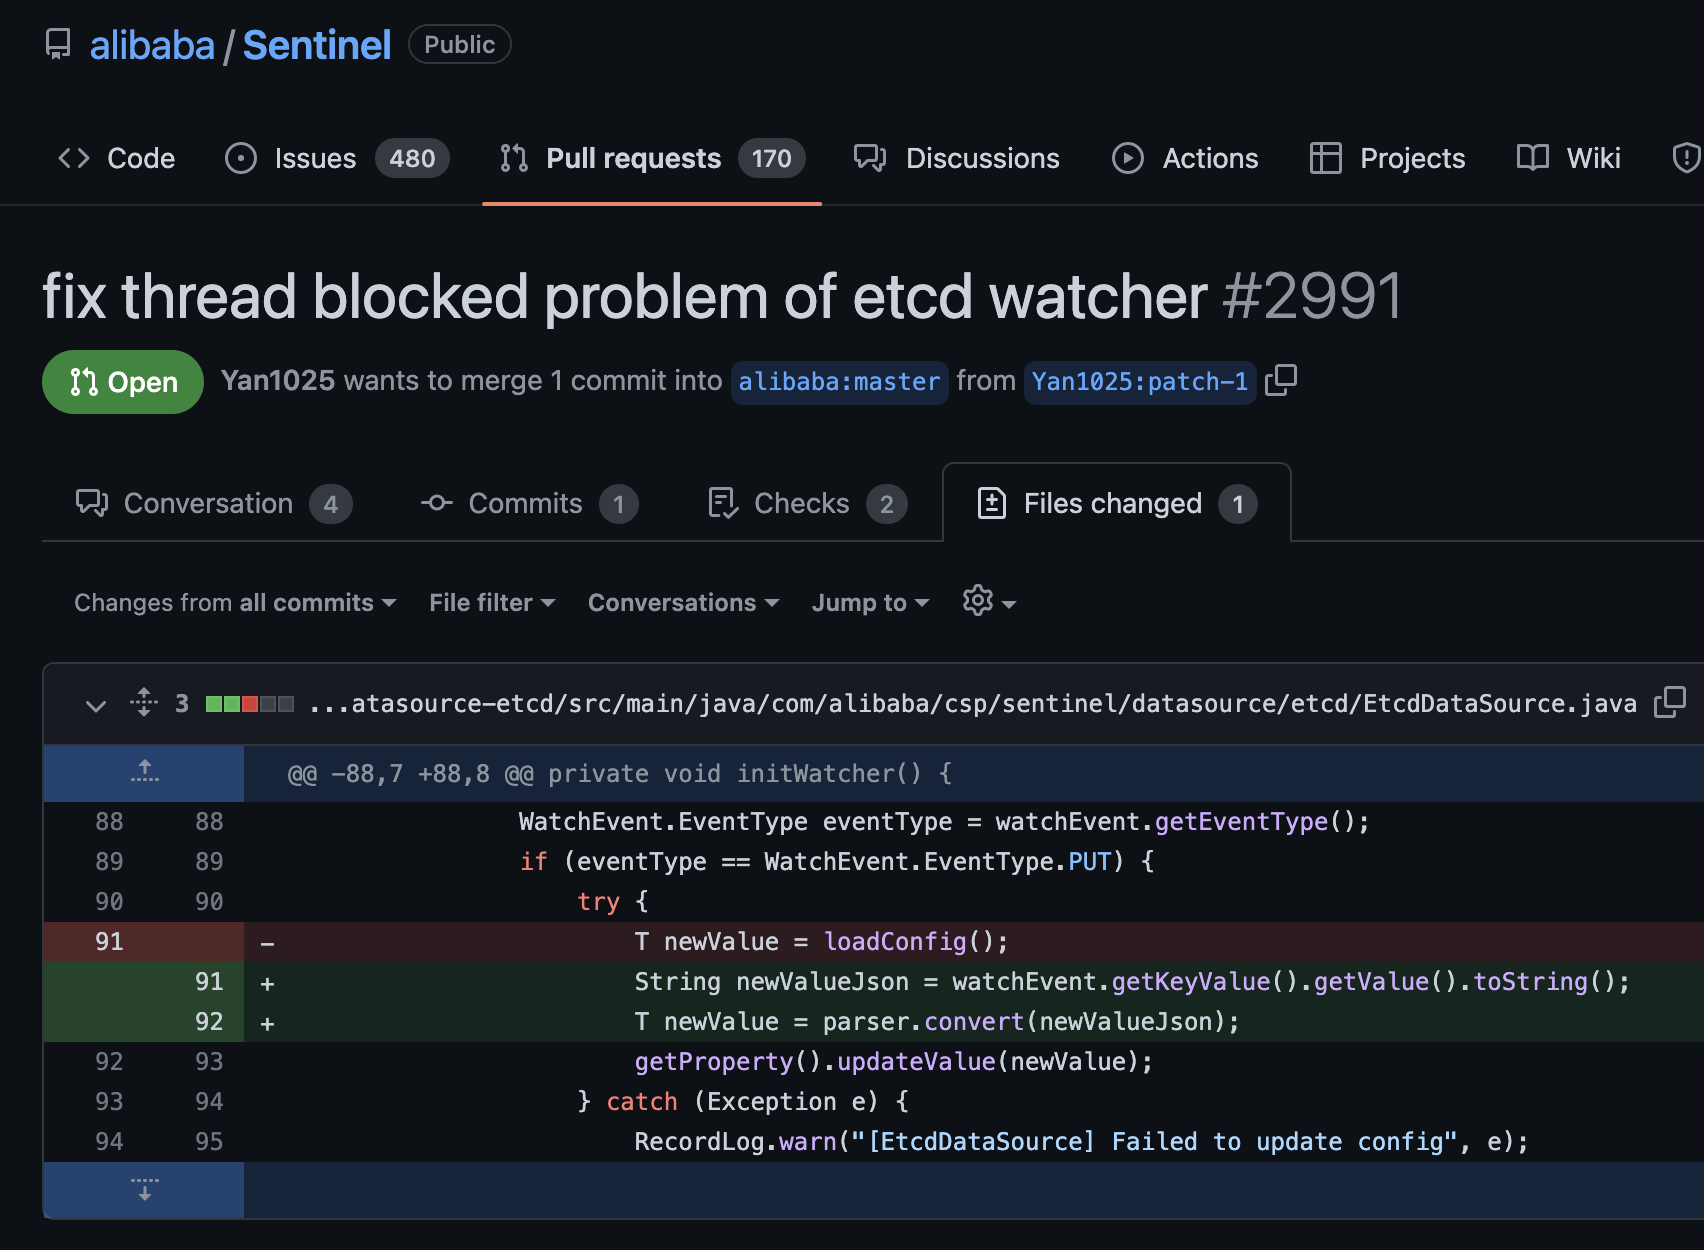 alibaba / Sentinel Public
Code Issues 480 Pull requests 170 Discussions Actions Projects Wiki
fix thread blocked problem of etcd watcher #2991
Open Yan1025 wants to merge 1 commit into alibaba:master from Yan1025:patch-1
Conversation 4 Commits 1 Checks 2 Files changed 1
Changes from all commits File filter Conversations Jump to
3 ...atasource-etcd/src/main/java/com/alibaba/csp/sentinel/datasource/etcd/EtcdDataSource.java
@@ -88,7 +88,8 @@ private void initWatcher() {
88 88 WatchEvent.EventType eventType = watchEvent.getEventType();
89 89 if (eventType == WatchEvent.EventType.PUT) {
90 90 try {
91 - T newValue = loadConfig();
91 + String newValueJson = watchEvent.getKeyValue().getValue().toString();
92 + T newValue = parser.convert(newValueJson);
92 93 getProperty().updateValue(newValue);
93 94 } catch (Exception e) {
94 95 RecordLog.warn("[EtcdDataSource] Failed to update config", e);